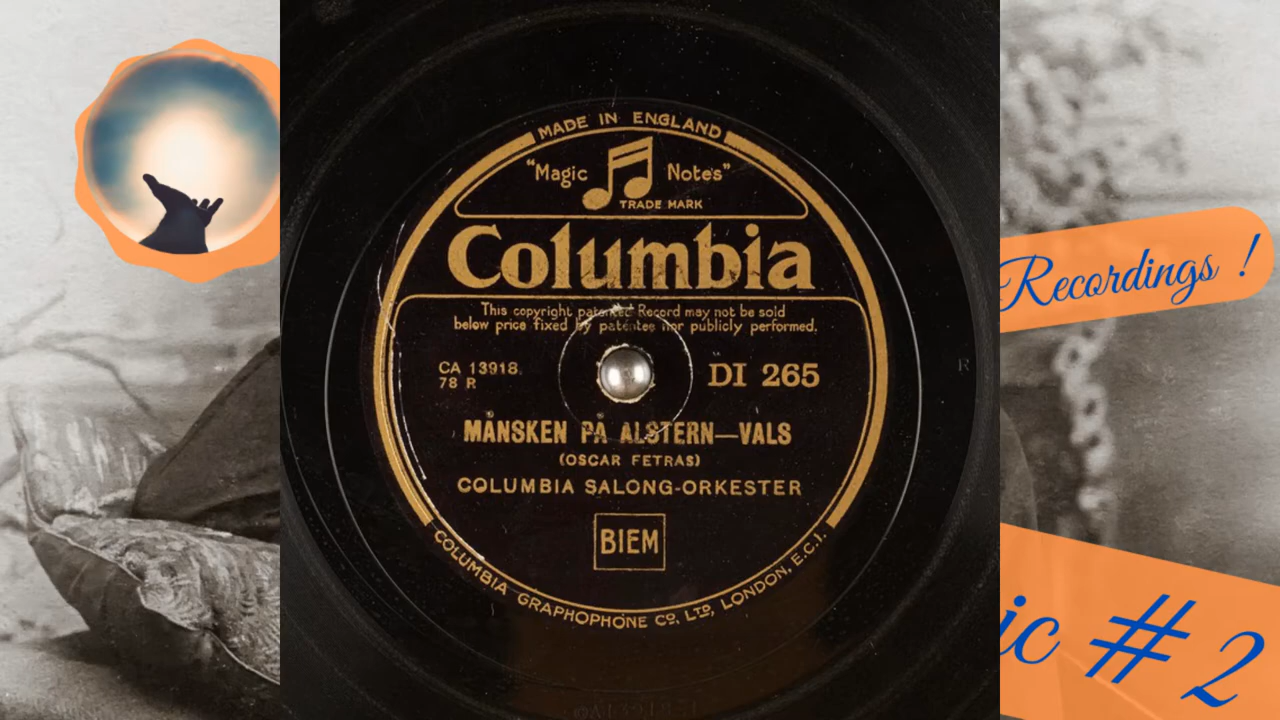 MADE IN ENGLAND
"Magic Notes"
TRADE MARK
Columbia
This copyright patented Record may not be sold
below price fixed by patentee nor publicly performed.
CA 13918.
78 R
DI 265
MÅNSKEN PÅ ALSTERN—VALS
(OSCAR FETRAS)
COLUMBIA SALONG-ORKESTER
BIEM
COLUMBIA GRAPHOPHONE CO. LTD. LONDON, E.C.1.
R
Recordings !
ic # 2